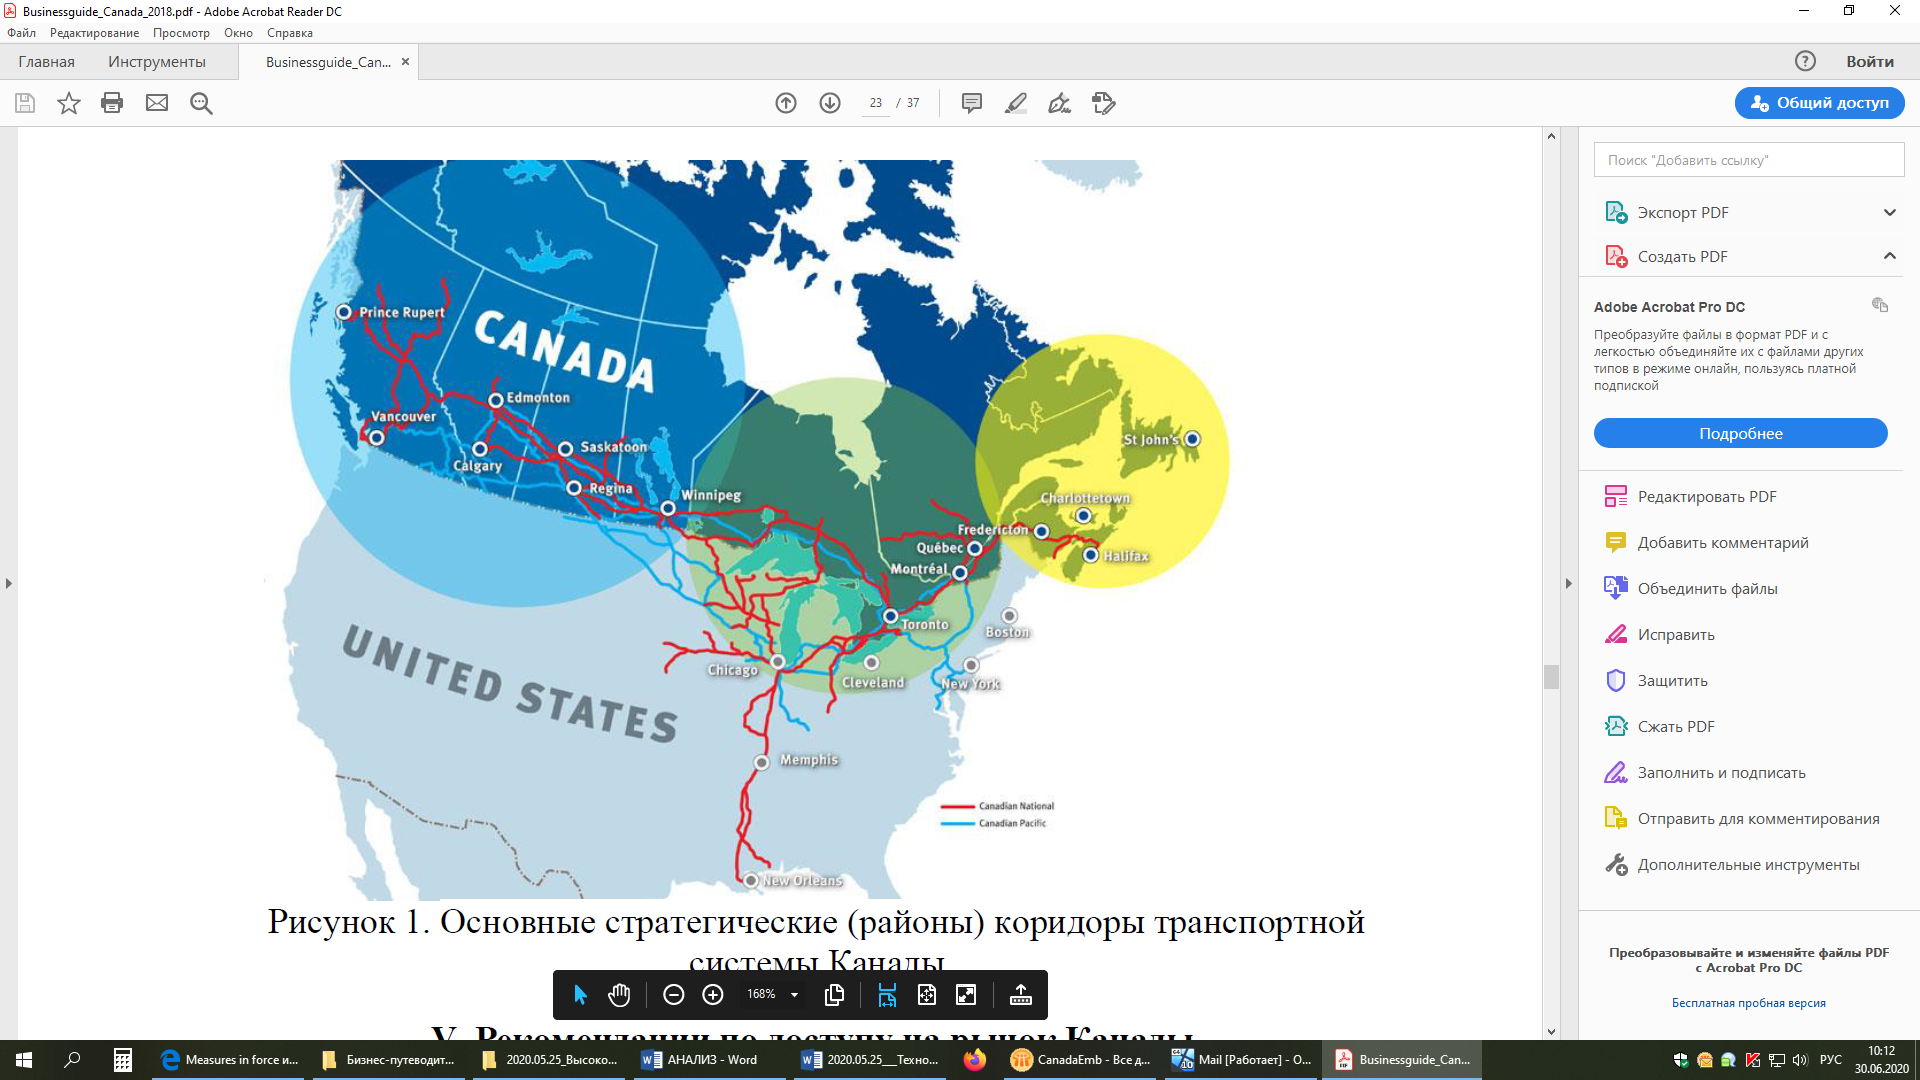 Businessguide_Canada_2018.pdf - Adobe Acrobat Reader DC
Файл Редактирование Просмотр Окно Справка
Главная Инструменты Businessguide_Can... × ? Войти
23 / 37 Общий доступ
Поиск "Добавить ссылку"
Экспорт PDF
Создать PDF
Adobe Acrobat Pro DC
Преобразуйте файлы в формат PDF и с
легкостью объединяйте их с файлами других
типов в режиме онлайн, пользуясь платной
подпиской
Подробнее
Редактировать PDF
Добавить комментарий
Объединить файлы
Исправить
Защитить
Сжать PDF
Заполнить и подписать
Отправить для комментирования
Дополнительные инструменты
Преобразовывайте и изменяйте файлы PDF
с Acrobat Pro DC
Бесплатная пробная версия
Prince Rupert
CANADA
Edmonton
Vancouver
Saskatoon
Calgary
Regina
Winnipeg
St John's
Charlottetown
Fredericton
Québec
Halifax
Montréal
Toronto
Boston
UNITED STATES
Chicago
Cleveland
New York
Memphis
Canadian National
Canadian Pacific
New Orleans
Рисунок 1. Основные стратегические (районы) коридоры транспортной
системы Канады
168%
V. Рекомендации по доступу на рынок Канады
Measures in force и... Бизнес-путеводит... 2020.05.25_Высоко... АНАЛИЗ - Word 2020.05.25___Техно... CanadaEmb - Все д... Mail [Работает] - О... Businessguide_Can... РУС 10:12
30.06.2020